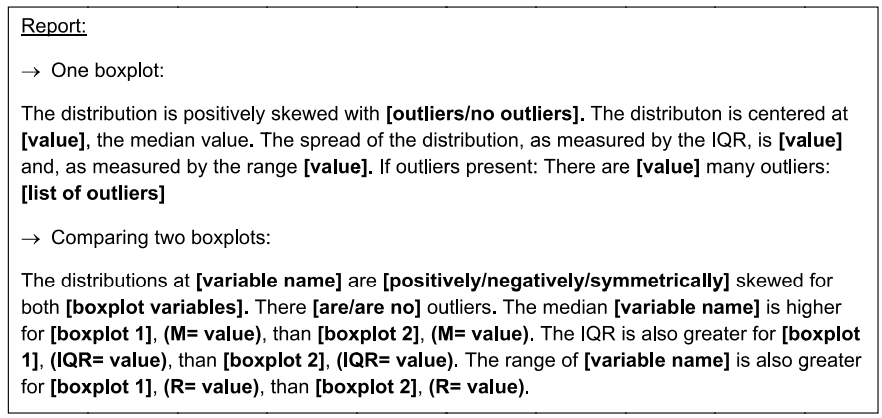 Report:
→ One boxplot:
The distribution is positively skewed with [outliers/no outliers]. The distributon is centered at
[value], the median value. The spread of the distribution, as measured by the IQR, is [value]
and, as measured by the range [value]. If outliers present: There are [value] many outliers:
[list of outliers]
→ Comparing two boxplots:
The distributions at [variable name] are [positively/negatively/symmetrically] skewed for
both [boxplot variables]. There [are/are no] outliers. The median [variable name] is higher
for [boxplot 1], (M= value), than [boxplot 2], (M= value). The IQR is also greater for [boxplot
1], (IQR= value), than [boxplot 2], (IQR= value). The range of [variable name] is also greater
for [boxplot 1], (R= value), than [boxplot 2], (R= value).